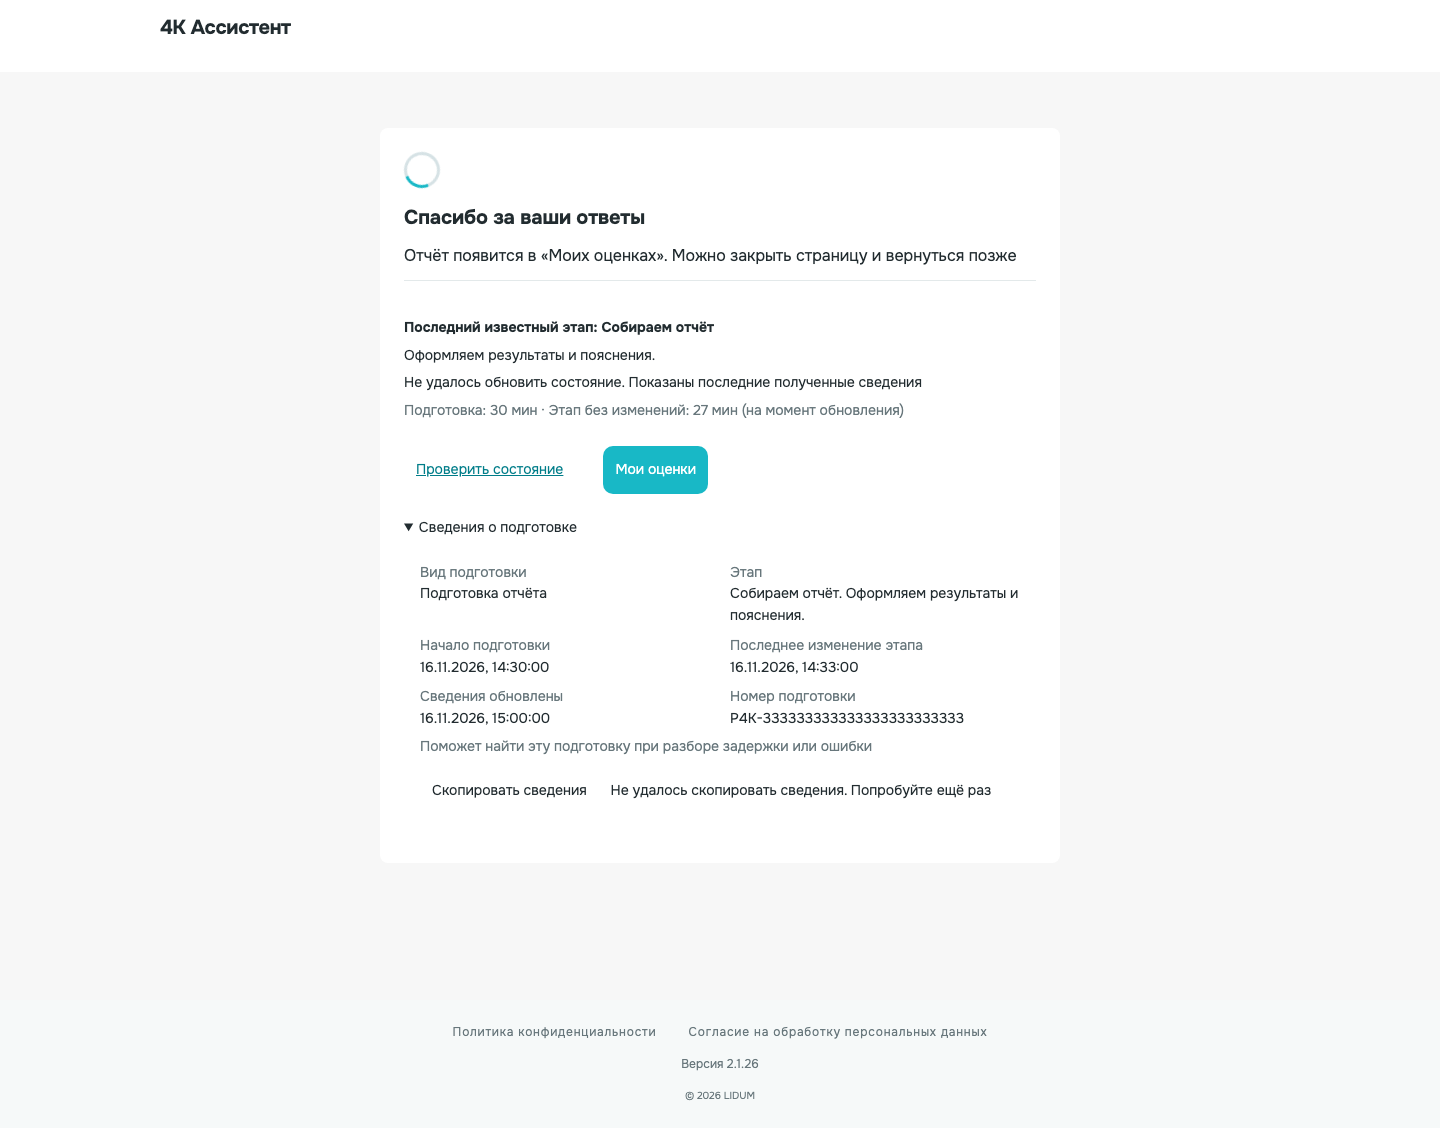 4K Ассистент
Спасибо за ваши ответы
Отчёт появится в «Моих оценках». Можно закрыть страницу и вернуться позже
Последний известный этап: Собираем отчёт
Оформляем результаты и пояснения.
Не удалось обновить состояние. Показаны последние полученные сведения
Подготовка: 30 мин · Этап без изменений: 27 мин (на момент обновления)
Проверить состояние
Мои оценки
▼ Сведения о подготовке
Вид подготовки
Подготовка отчёта
Этап
Собираем отчёт. Оформляем результаты и
пояснения.
Начало подготовки
16.11.2026, 14:30:00
Последнее изменение этапа
16.11.2026, 14:33:00
Сведения обновлены
16.11.2026, 15:00:00
Номер подготовки
P4K-333333333333333333333333
Поможет найти эту подготовку при разборе задержки или ошибки
Скопировать сведения
Не удалось скопировать сведения. Попробуйте ещё раз
Политика конфиденциальности
Согласие на обработку персональных данных
Версия 2.1.26
© 2026 LIDUM